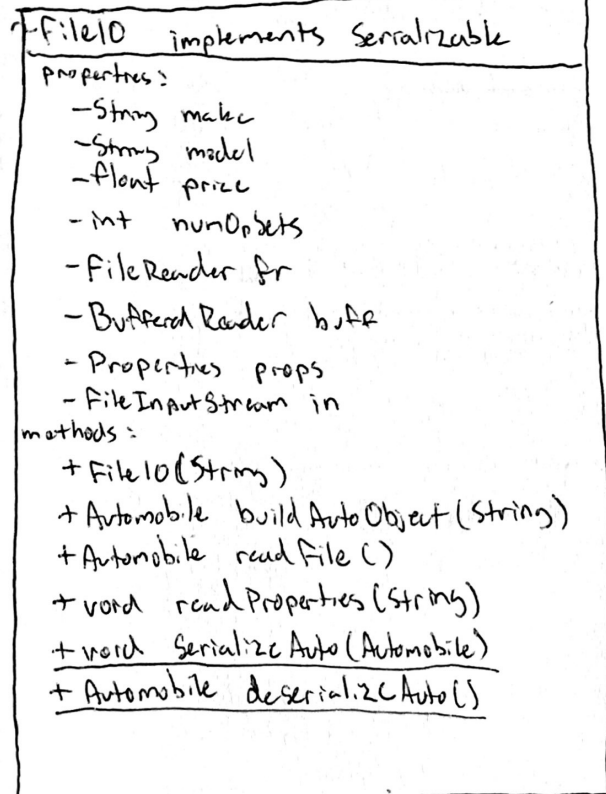 + FileIO implements Serializable
properties:
- String make
- String model
- float price
- int numOpSets
- FileReader fr
- BufferedReader buff
- Properties props
- FileInputStream in
methods:
+ FileIO(String)
+ Automobile buildAutoObject(String)
+ Automobile readFile()
+ void readProperties(String)
+ void SerializeAuto(Automobile)
+ Automobile deserializeAuto()